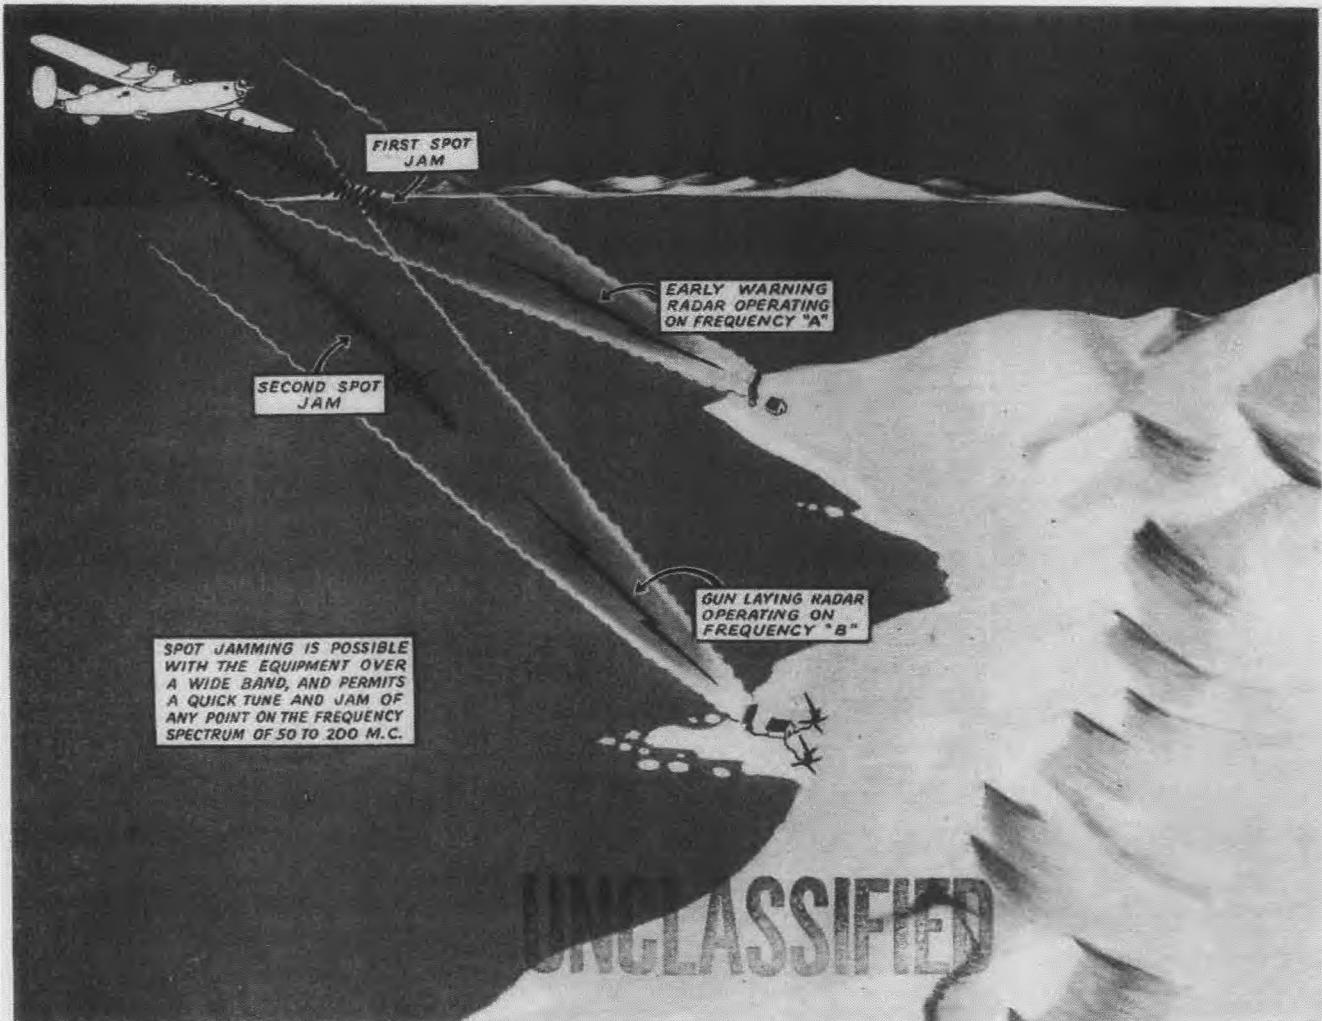 FIRST SPOT
JAM
EARLY WARNING
RADAR OPERATING
ON FREQUENCY "A"
SECOND SPOT
JAM
GUN LAYING RADAR
OPERATING ON
FREQUENCY "B"
SPOT JAMMING IS POSSIBLE
WITH THE EQUIPMENT OVER
A WIDE BAND, AND PERMITS
A QUICK TUNE AND JAM OF
ANY POINT ON THE FREQUENCY
SPECTRUM OF 50 TO 200 M.C.
UNCLASSIFIED